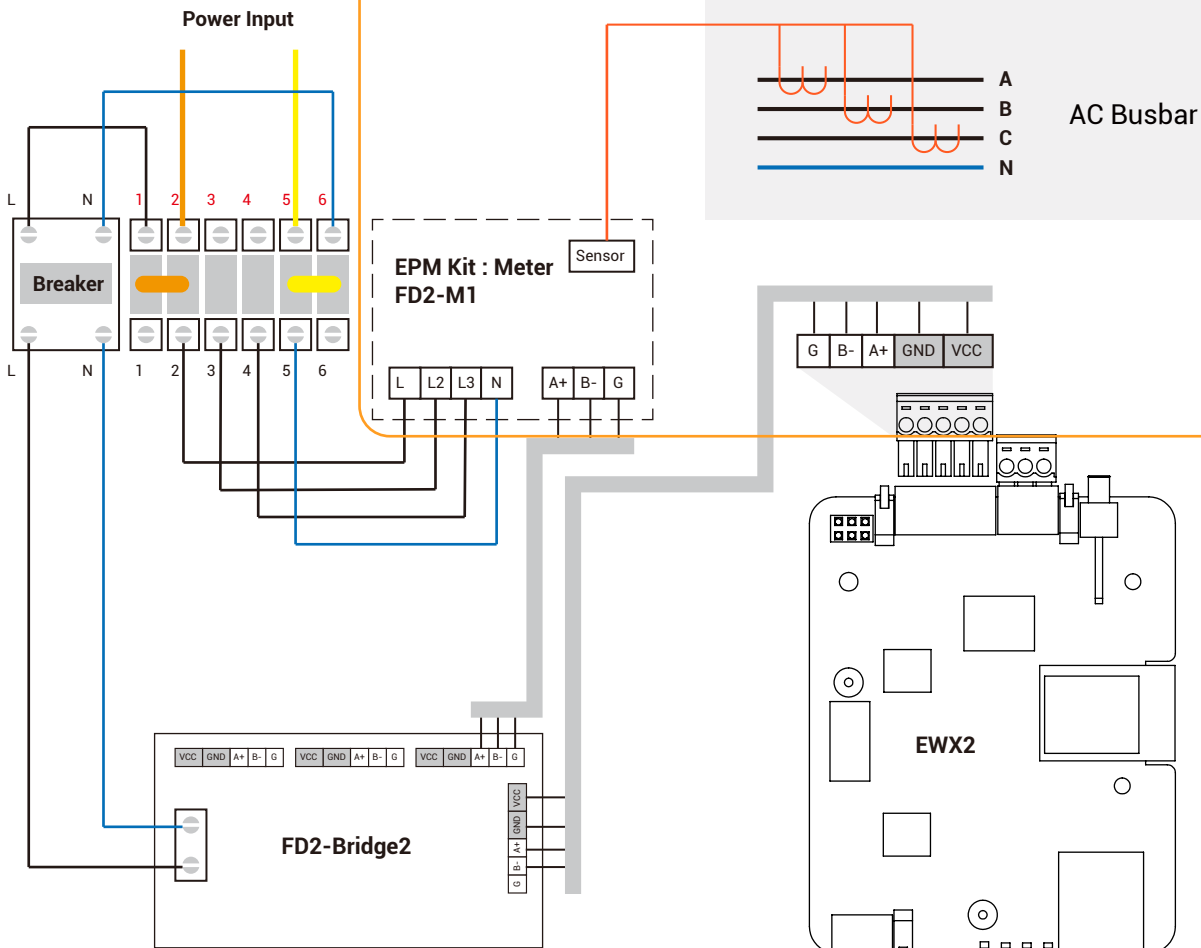 Power Input
A
B
C
N
AC Busbar
L N 1 2 3 4 5 6
Breaker
EPM Kit : Meter
FD2-M1
Sensor
L N 1 2 3 4 5 6
L L2 L3 N A+ B- G
G B- A+ GND VCC
EWX2
VCC GND A+ B- G VCC GND A+ B- G VCC GND A+ B- G
VCC
GND
A+
B-
G
FD2-Bridge2